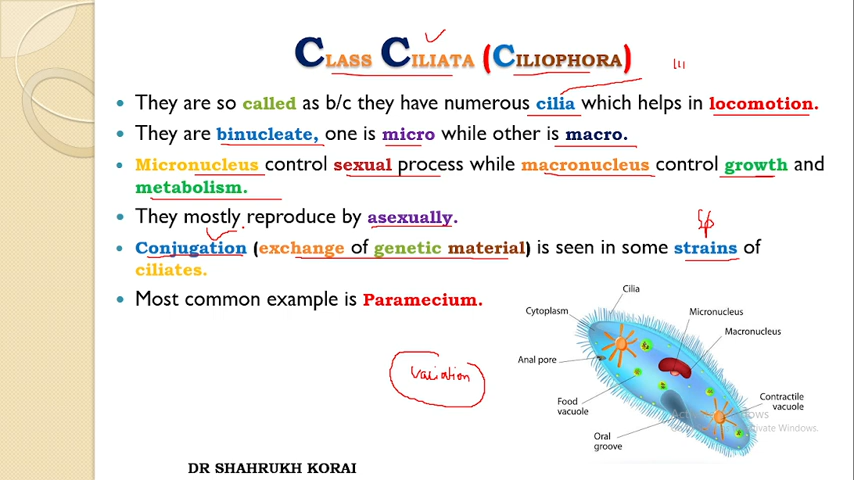 CLASS CILIATA (CILIOPHORA)
They are so called as b/c they have numerous cilia which helps in locomotion.
They are binucleate, one is micro while other is macro.
Micronucleus control sexual process while macronucleus control growth and
metabolism.
They mostly reproduce by asexually.
Sp
Conjugation (exchange of genetic material) is seen in some strains of
ciliates.
Most common example is Paramecium.
Variation
Cilia
Cytoplasm
Micronucleus
Macronucleus
Anal pore
Food
vacuole
Contractile
vacuole
Oral
groove
DR SHAHRUKH KORAI